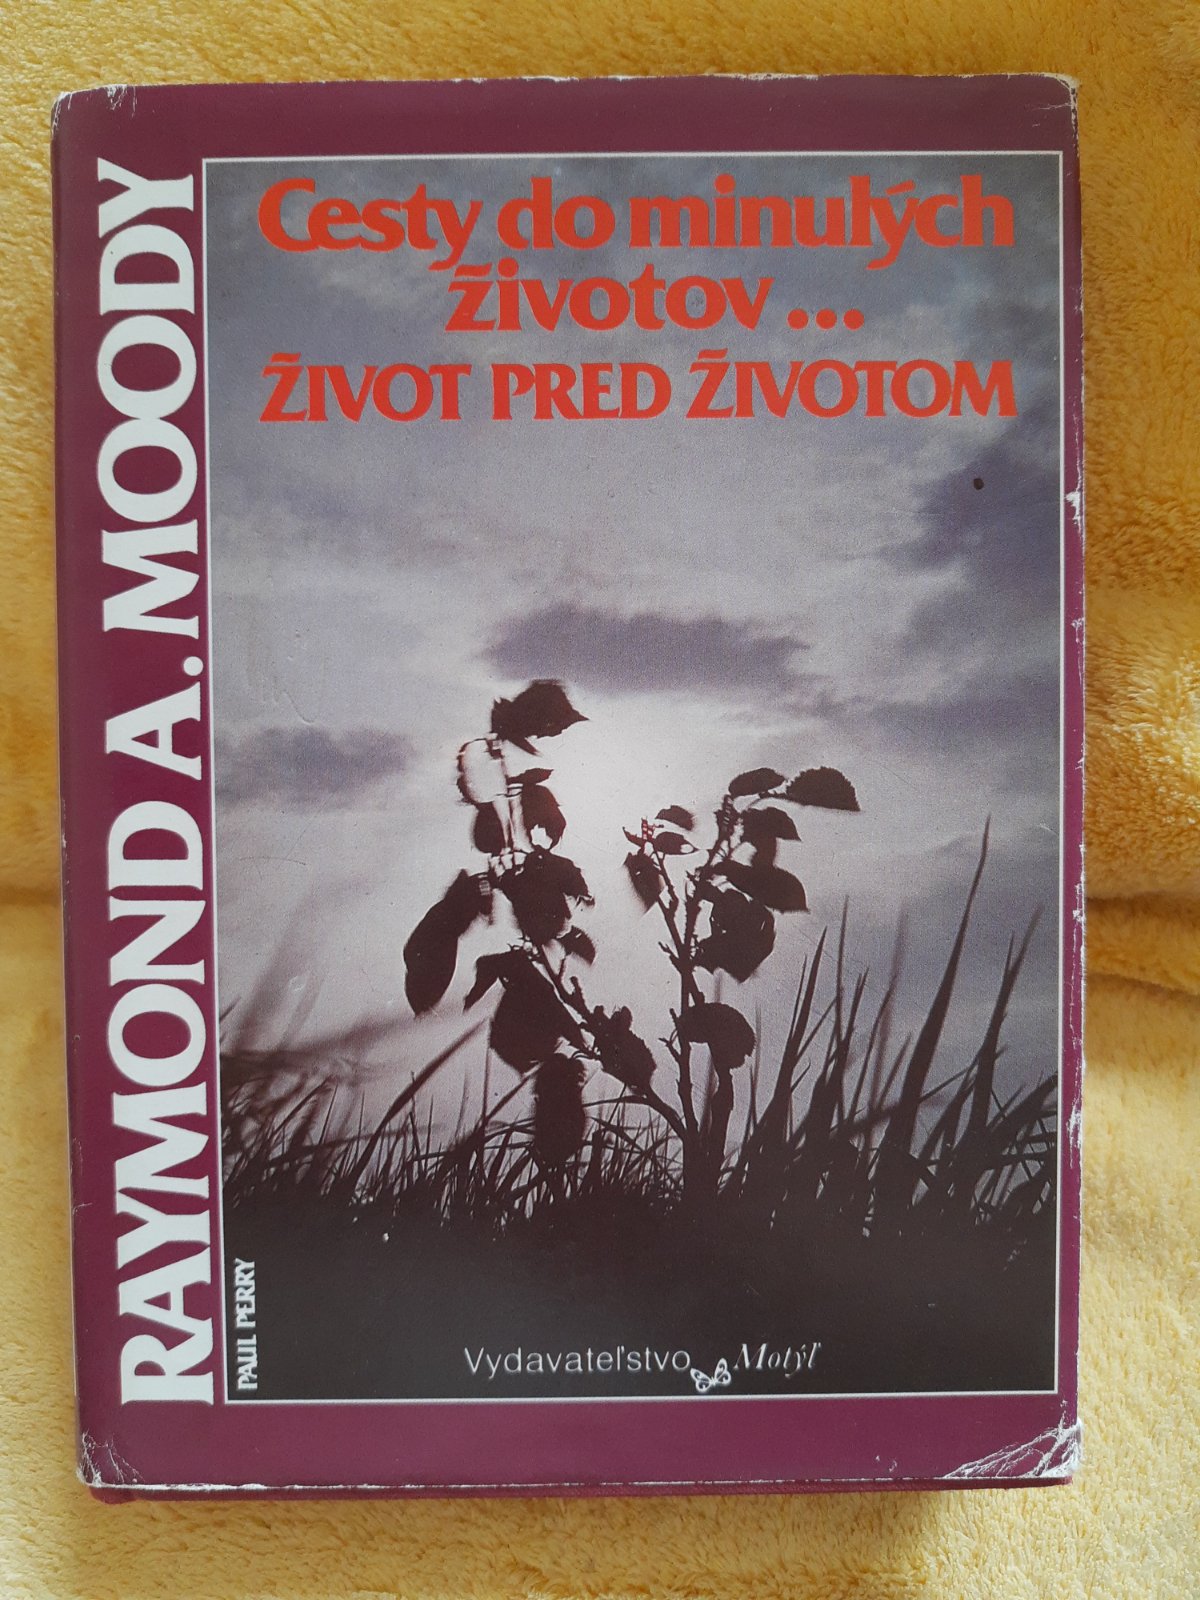 RAYMOND A. MOODY
PAUL PERRY
Cesty do minulých
životov...
ŽIVOT PRED ŽIVOTOM
Vydavateľstvo Motýľ